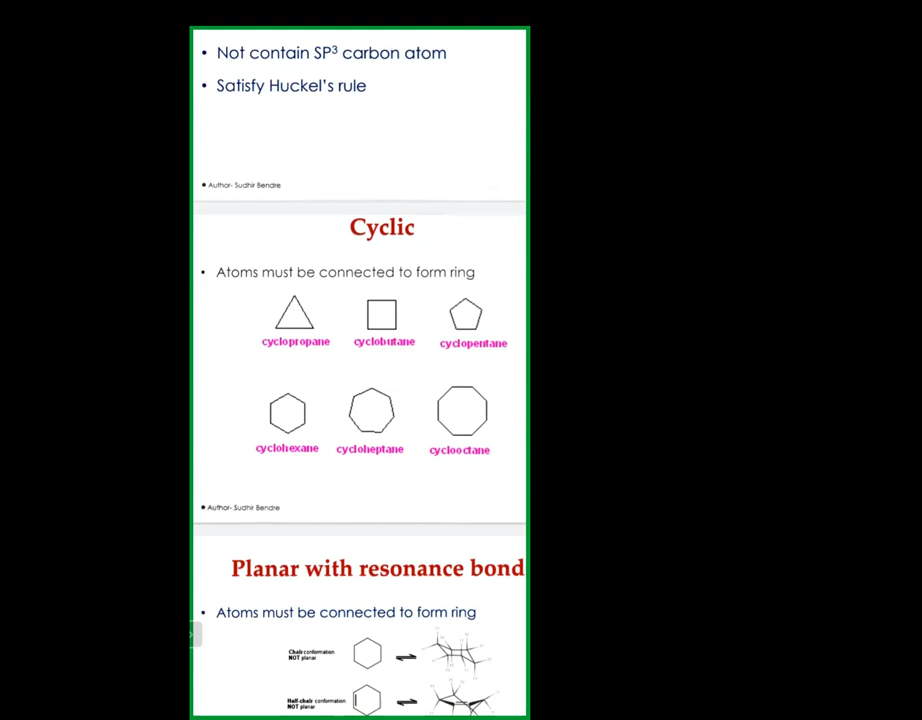 • Not contain SP³ carbon atom
• Satisfy Huckel's rule
• Author- Sudhir Bendre
Cyclic
• Atoms must be connected to form ring
cyclopropane cyclobutane cyclopentane
cyclohexane cycloheptane cyclooctane
• Author- Sudhir Bendre
Planar with resonance bond
• Atoms must be connected to form ring
Chair conformation
NOT planar
Half-chair conformation
NOT planar